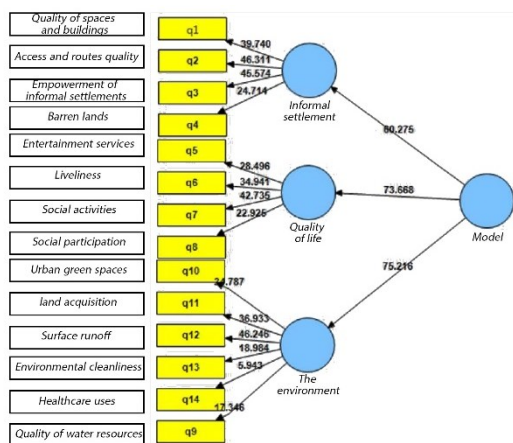 Quality of spaces
and buildings
Access and routes quality
Empowerment of
informal settlements
Barren lands
Entertainment services
Liveliness
Social activities
Social participation
Urban green spaces
land acquisition
Surface runoff
Environmental cleanliness
Healthcare uses
Quality of water resources
q1
q2
q3
q4
q5
q6
q7
q8
q10
q11
q12
q13
q14
q9
39.740
46.311
45.574
24.714
28.496
34.941
42.735
22.925
24.787
36.933
46.246
18.984
5.943
17.346
Informal
settlement
Quality
of life
The
environment
60.275
73.668
75.216
Model